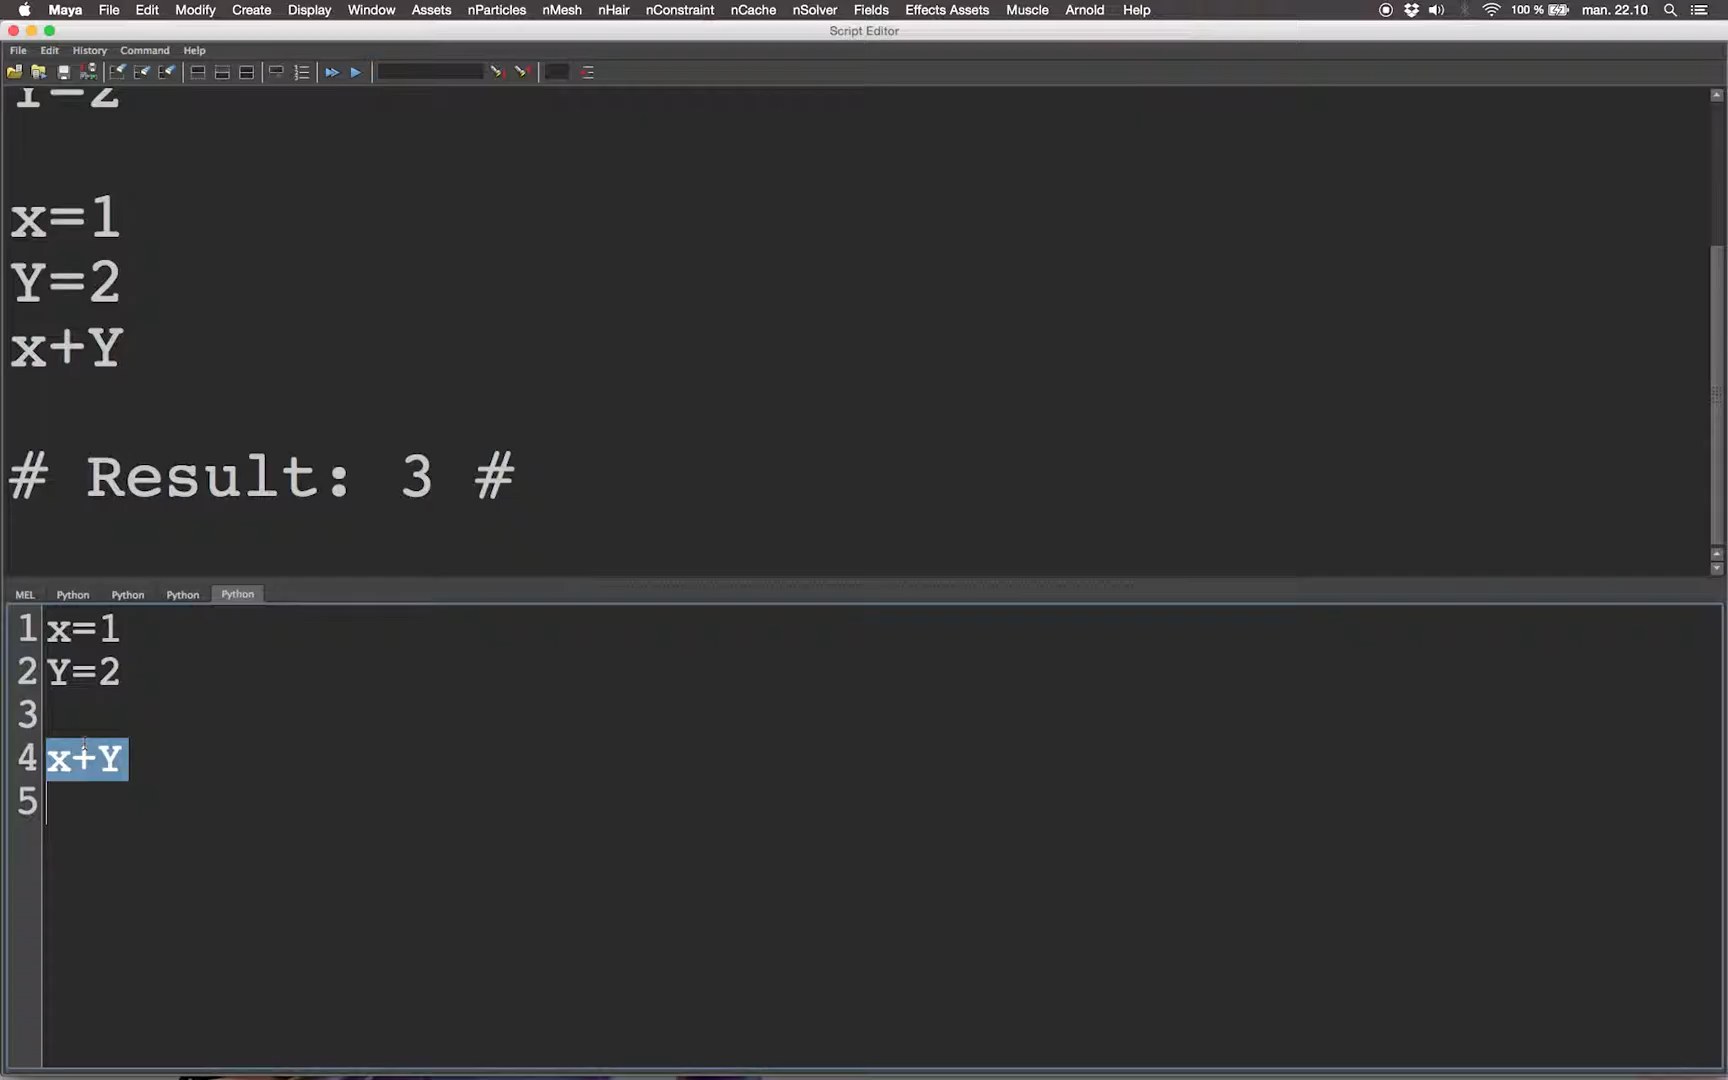 Maya File Edit Modify Create Display Window Assets nParticles nMesh nHair nConstraint nCache nSolver Fields Effects Assets Muscle Arnold Help 100 % man. 22.10
Script Editor
File Edit History Command Help
Y=2
x=1
Y=2
x+Y
# Result: 3 #
MEL Python Python Python Python
1 x=1
2 Y=2
3
4 x+Y
5